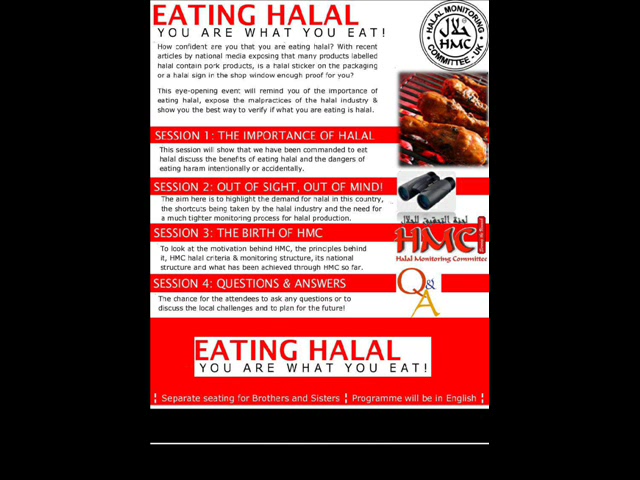 EATING HALAL
YOU ARE WHAT YOU EAT!
How confident are you that you are eating halal? With recent
articles by national media exposing that many products labelled
halal contain pork products, is a halal sticker on the packaging
or a halal sign in the shop window enough proof for you?
This eye-opening event will remind you of the importance of
eating halal, expose the malpractices of the halal industry &
show you the best way to verify if what you are eating is halal.
HALAL MONITORING
حلال
HMC
COMMITTEE - UK
SESSION 1: THE IMPORTANCE OF HALAL
This session will show that we have been commanded to eat
halal discuss the benefits of eating halal and the dangers of
eating haram intentionally or accidentally.
SESSION 2: OUT OF SIGHT, OUT OF MIND!
The aim here is to highlight the demand for halal in this country,
the shortcuts being taken by the halal industry and the need for
a much tighter monitoring process for halal production.
SESSION 3: THE BIRTH OF HMC
To look at the motivation behind HMC, the principles behind
it, HMC halal criteria & monitoring structure, its national
structure and what has been achieved through HMC so far.
لجنة التدقيق للحلال
HMC
Halal Monitoring Committee
SESSION 4: QUESTIONS & ANSWERS
The chance for the attendees to ask any questions or to
discuss the local challenges and to plan for the future!
Q&A
EATING HALAL
YOU ARE WHAT YOU EAT!
¦ Separate seating for Brothers and Sisters ¦ Programme will be in English ¦